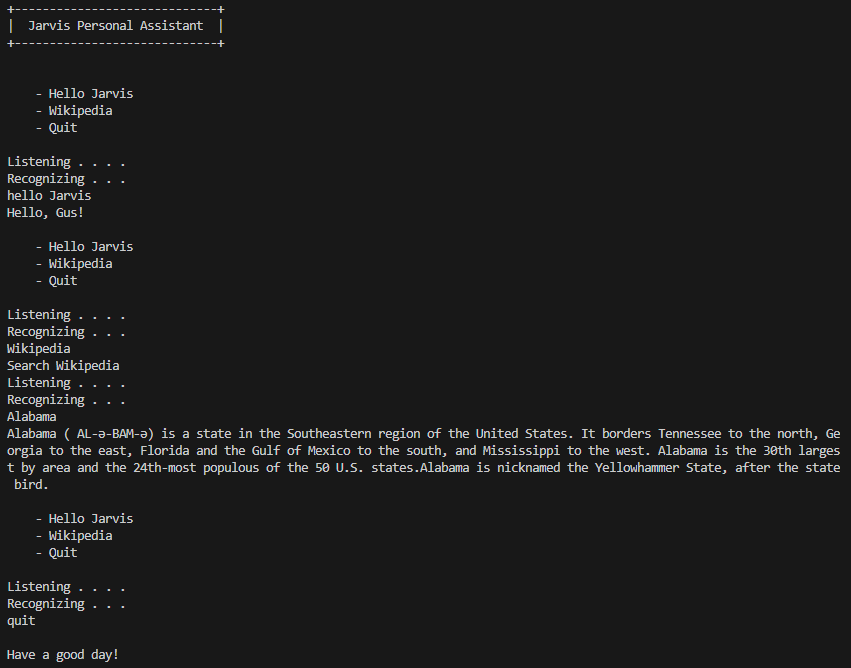 +-----------------------------+
|  Jarvis Personal Assistant  |
+-----------------------------+
- Hello Jarvis
- Wikipedia
- Quit
Listening . . . .
Recognizing . . .
hello Jarvis
Hello, Gus!
- Hello Jarvis
- Wikipedia
- Quit
Listening . . . .
Recognizing . . .
Wikipedia
Search Wikipedia
Listening . . . .
Recognizing . . .
Alabama
Alabama ( AL-ə-BAM-ə) is a state in the Southeastern region of the United States. It borders Tennessee to the north, Ge
orgia to the east, Florida and the Gulf of Mexico to the south, and Mississippi to the west. Alabama is the 30th larges
t by area and the 24th-most populous of the 50 U.S. states.Alabama is nicknamed the Yellowhammer State, after the state
bird.
- Hello Jarvis
- Wikipedia
- Quit
Listening . . . .
Recognizing . . .
quit
Have a good day!